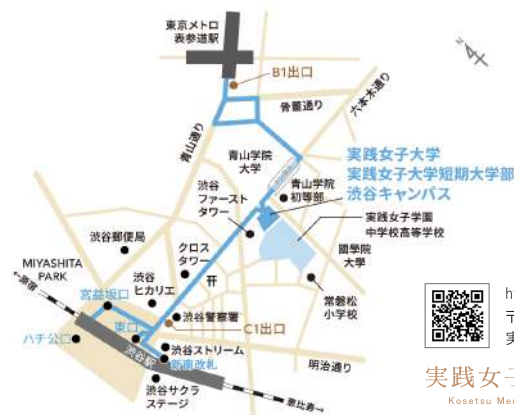 東京メトロ
表参道駅
B1出口
骨董通り
六本木通り
青山通り
青山学院
大学
実践女子大学
実践女子大学短期大学部
渋谷キャンパス
青山学院
初等部
渋谷
ファースト
タワー
実践女子学園
中学校高等学校
國學院
大學
常磐松
小学校
渋谷郵便局
クロス
タワー
MIYASHITA
PARK
渋谷
ヒカリエ
←原宿
宮益坂口
渋谷警察署
C1出口
ハチ公口
東口
渋谷駅
渋谷ストリーム
新南改札
明治通り
渋谷サクラ
ステージ
恵比寿→
N
h
〒
実
実践女子
Kosetsu Me